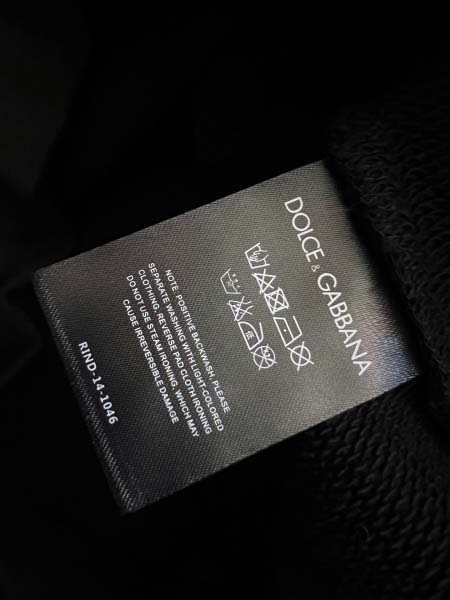 DOLCE & GABBANA
NOTE: POSITIVE BACKWASH, PLEASE
SEPARATE WASHING WITH LIGHT-COLORED
CLOTHING, REVERSE PAD CLOTH IRONING
DO NOT USE STEAM IRONING, WHICH MAY
CAUSE IRREVERSIBLE DAMAGE
RIND-14-1046